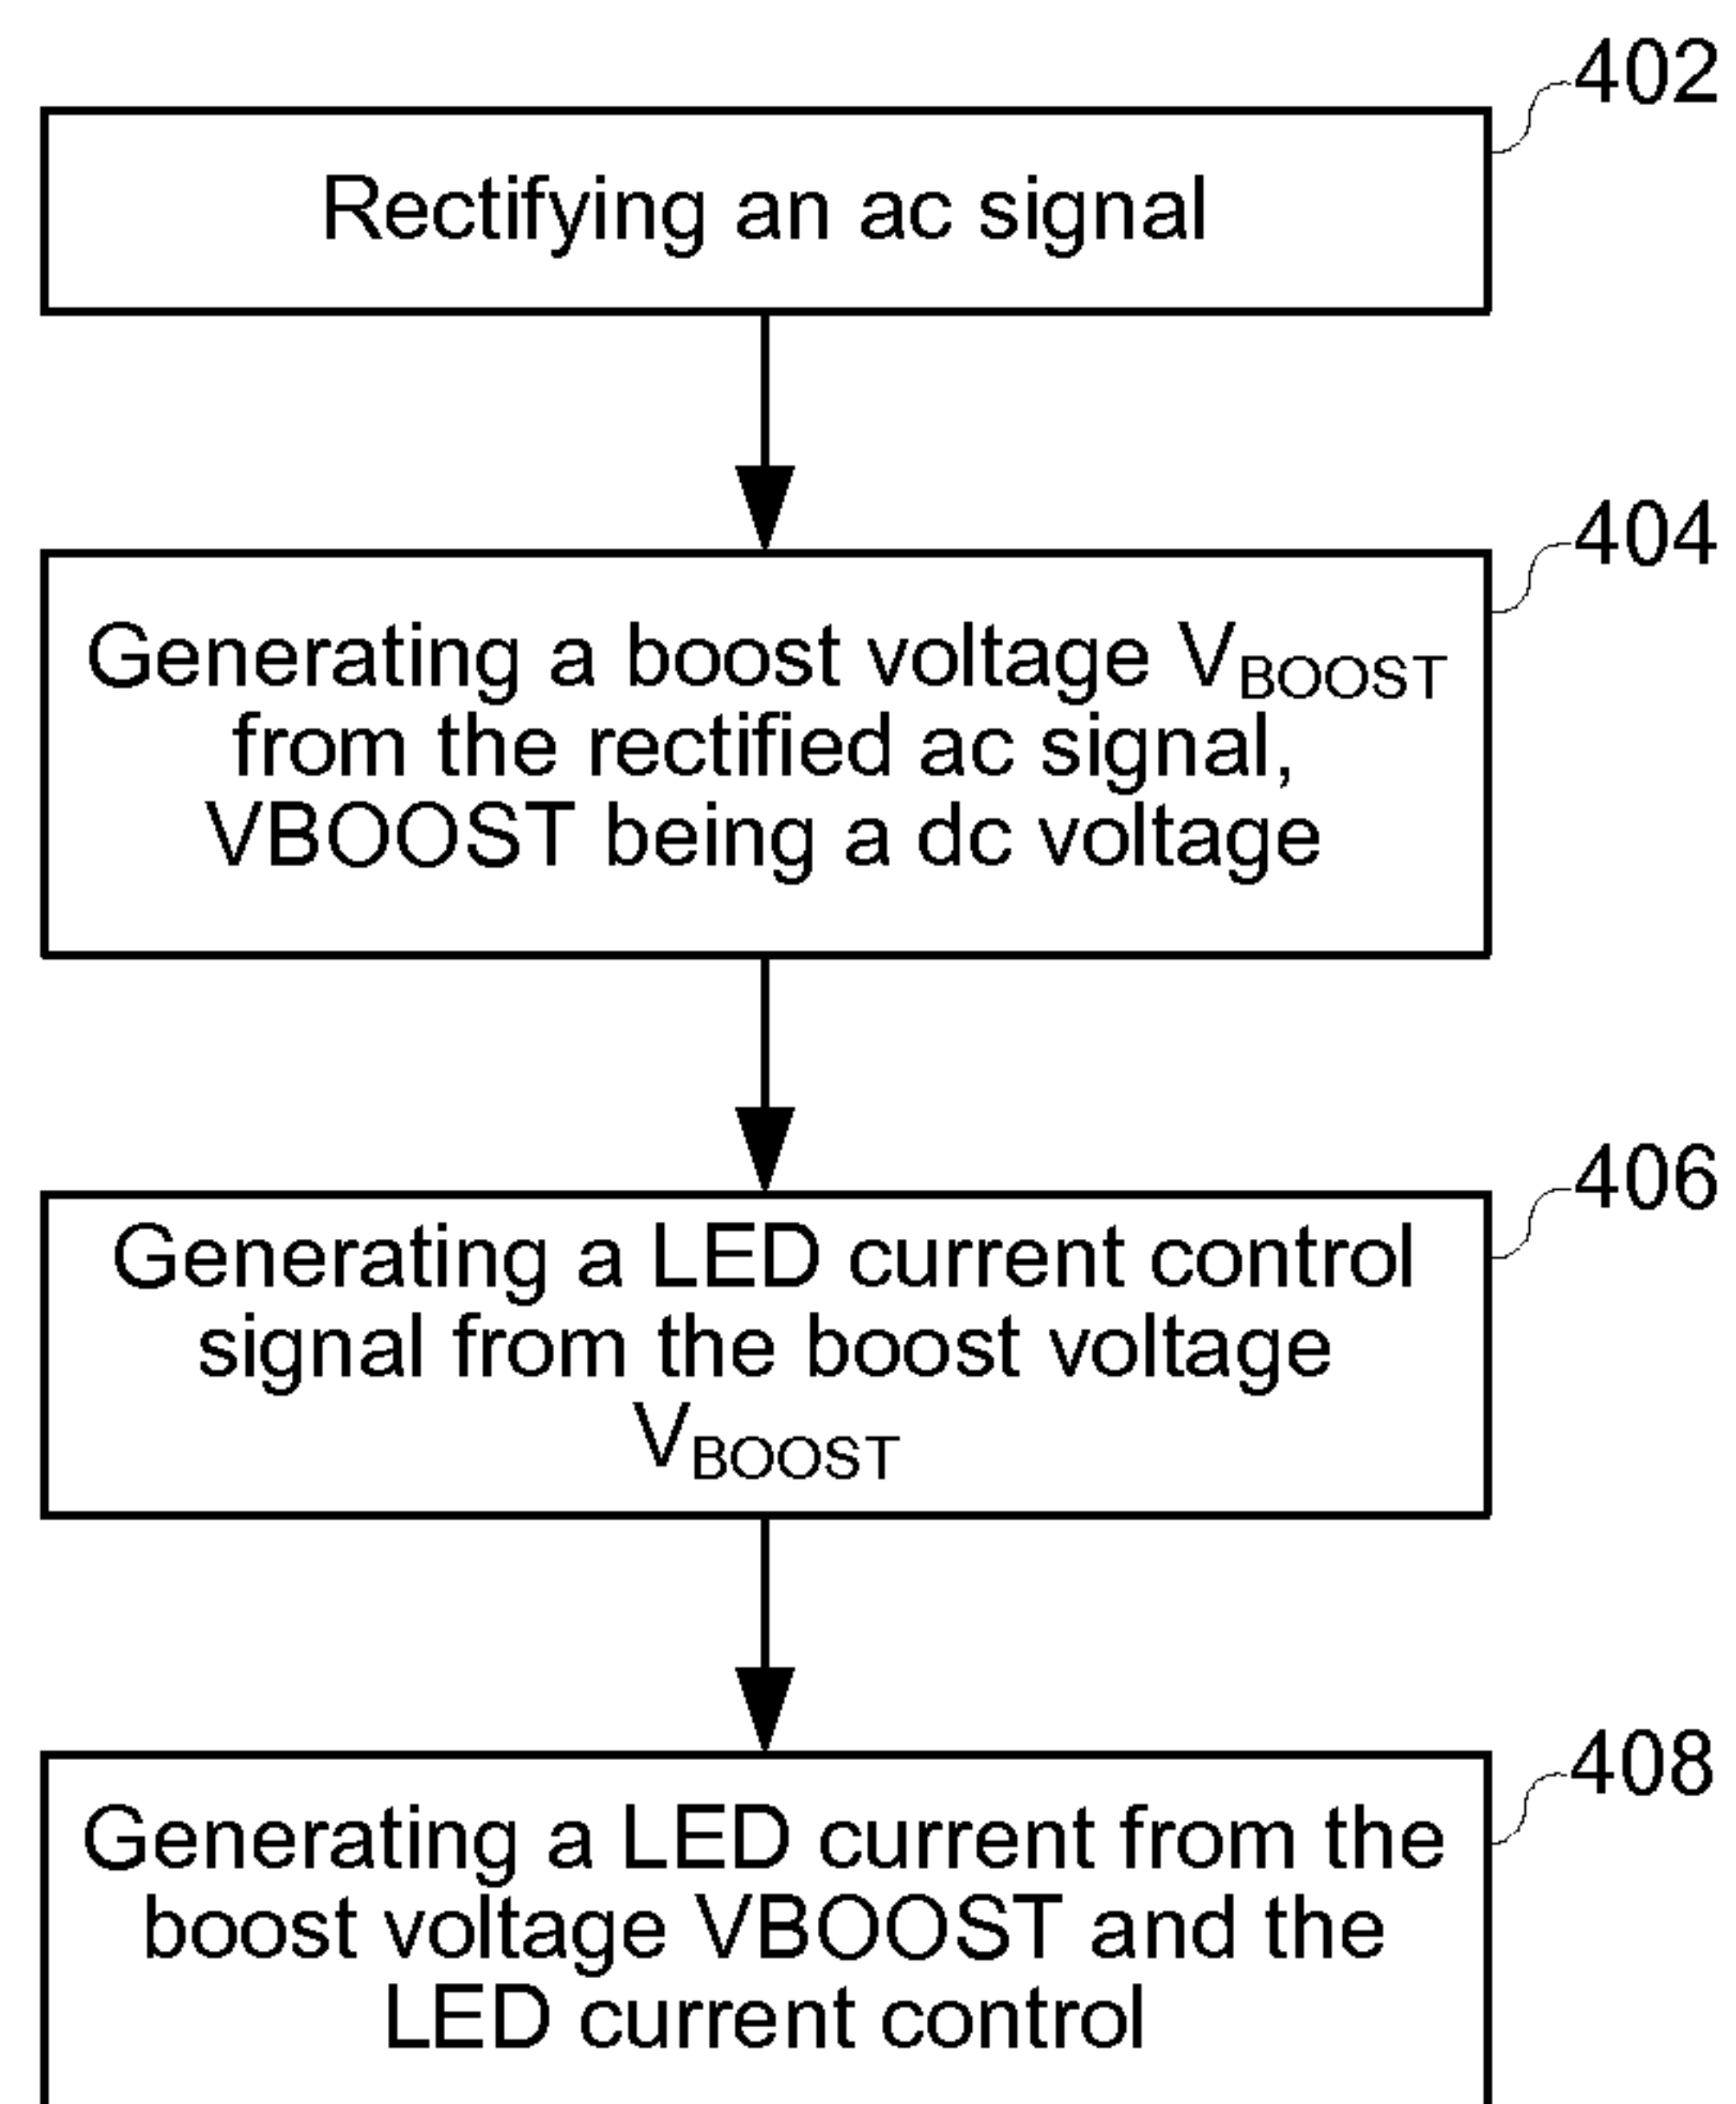 402
Rectifying an ac signal
404
Generating a boost voltage VBOOST
from the rectified ac signal,
VBOOST being a dc voltage
406
Generating a LED current control
signal from the boost voltage
VBOOST
408
Generating a LED current from the
boost voltage VBOOST and the
LED current control